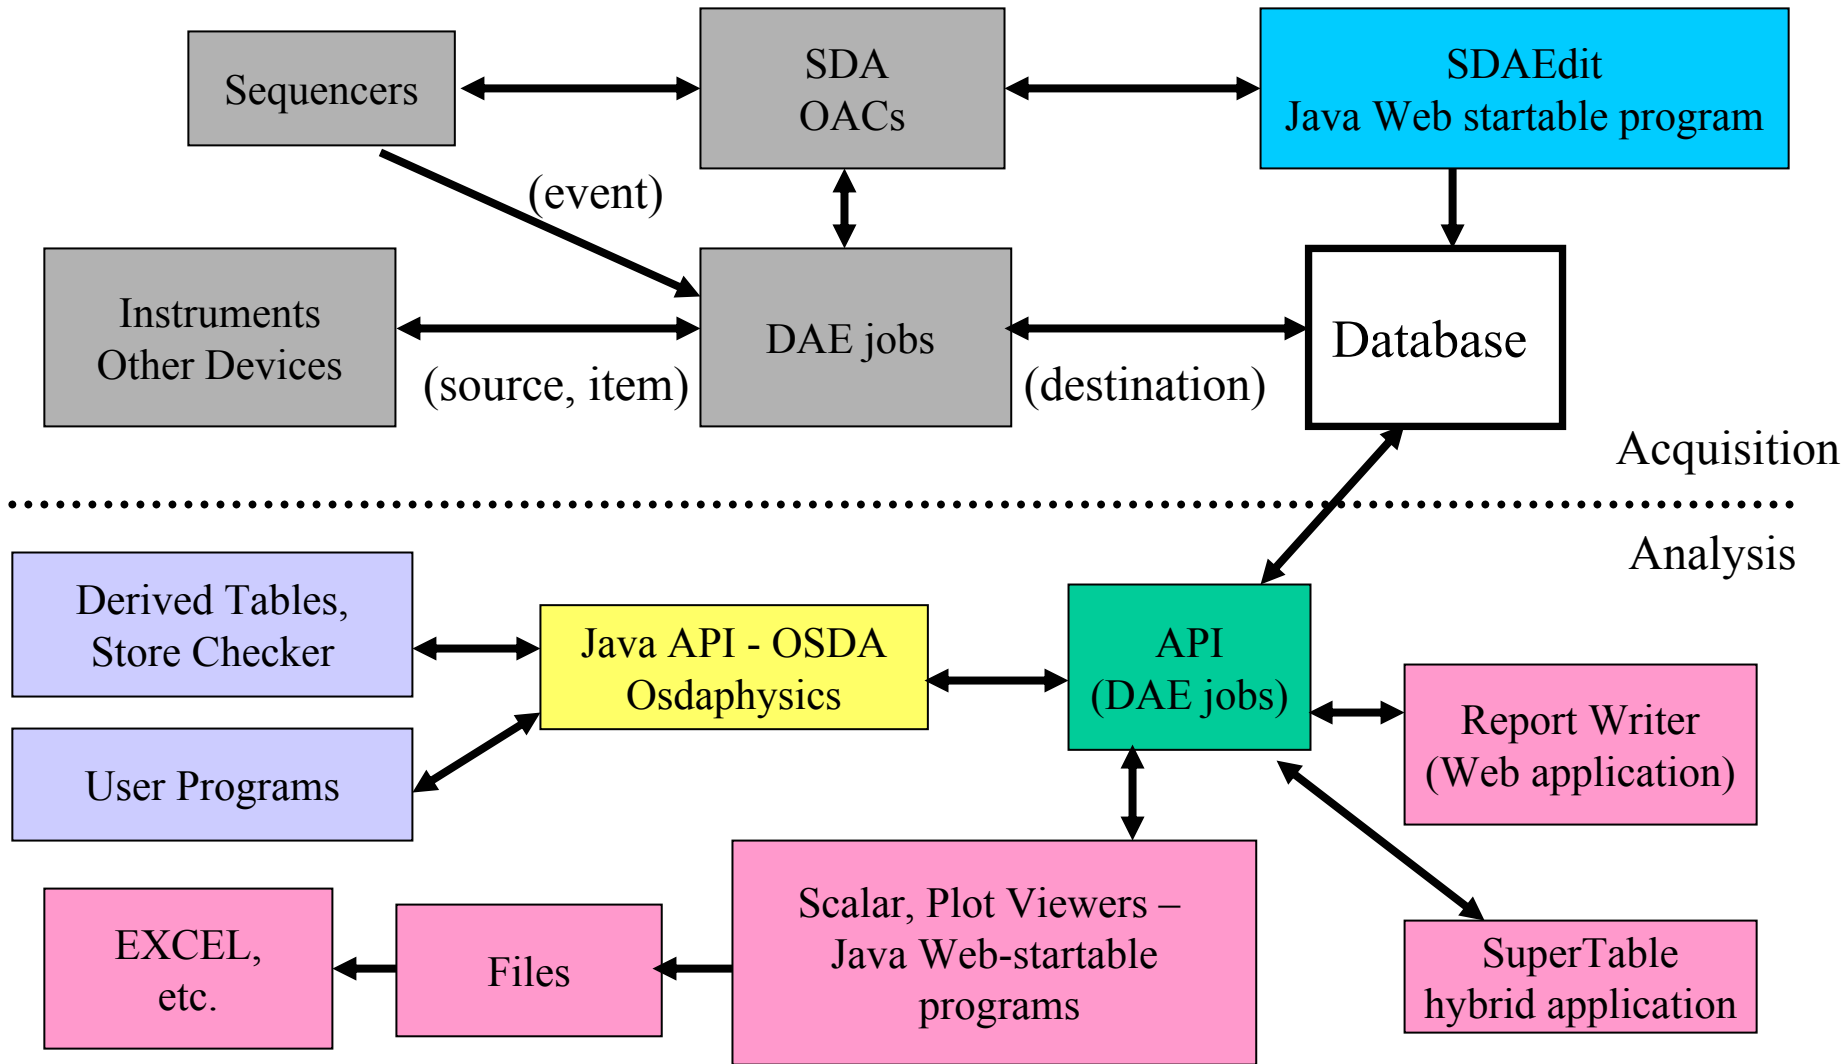 Sequencers
SDA
OACs
SDAEdit
Java Web startable program
(event)
Instruments
Other Devices
(source, item)
DAE jobs
(destination)
Database
Acquisition
Analysis
Derived Tables,
Store Checker
Java API - OSDA
Osdaphysics
API
(DAE jobs)
User Programs
Report Writer
(Web application)
EXCEL,
etc.
Files
Scalar, Plot Viewers –
Java Web-startable
programs
SuperTable
hybrid application